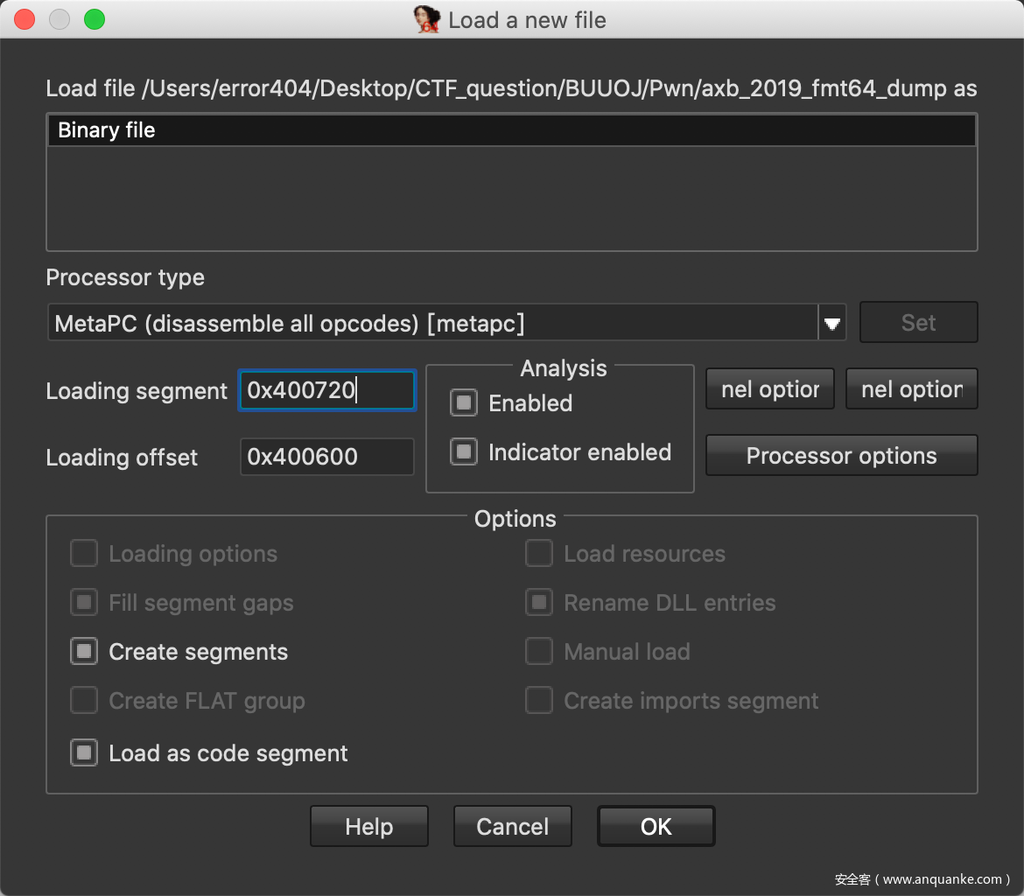 Load a new file
Load file /Users/error404/Desktop/CTF_question/BUUOJ/Pwn/axb_2019_fmt64_dump as
Binary file
Processor type
MetaPC (disassemble all opcodes) [metapc]
Set
Loading segment
0x400720
Loading offset
0x400600
Analysis
Enabled
Indicator enabled
nel option
nel option
Processor options
Options
Loading options
Load resources
Fill segment gaps
Rename DLL entries
Create segments
Manual load
Create FLAT group
Create imports segment
Load as code segment
Help
Cancel
OK
安全客 ( www.anquanke.com )